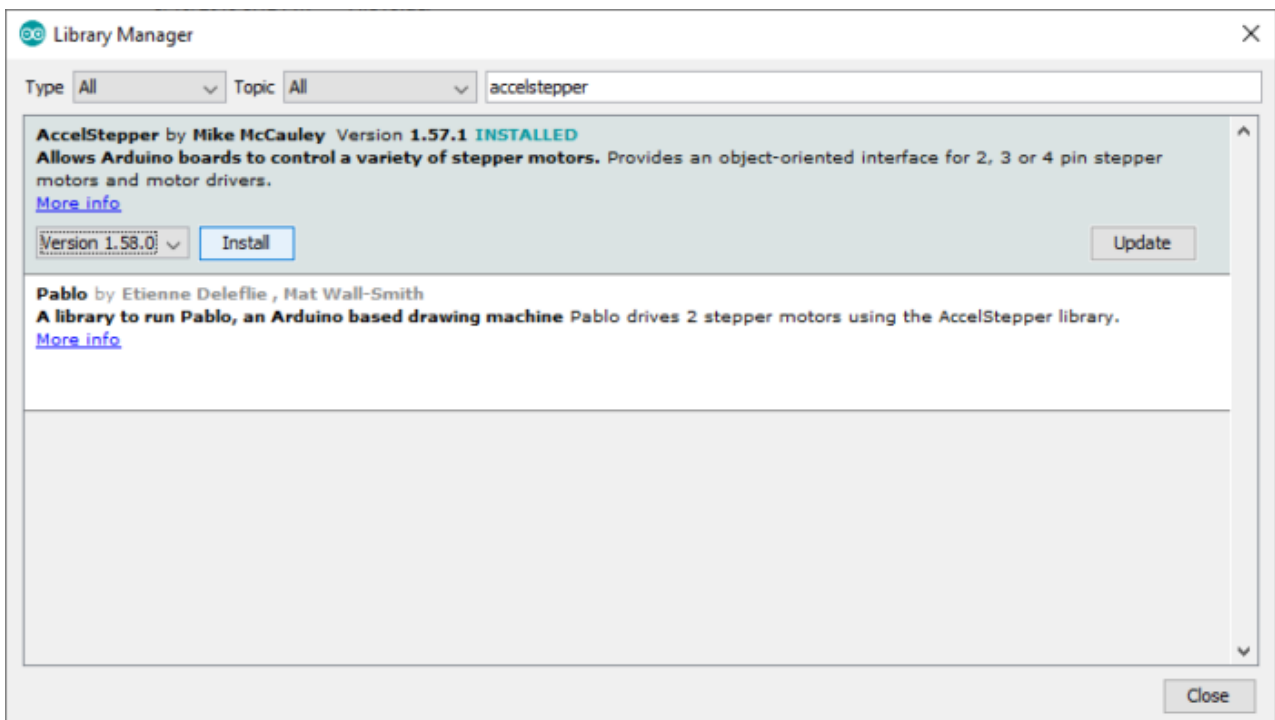 Library Manager
Type All Topic All accelstepper
AccelStepper by Mike McCauley Version 1.57.1 INSTALLED
Allows Arduino boards to control a variety of stepper motors. Provides an object-oriented interface for 2, 3 or 4 pin stepper
motors and motor drivers.
More info
Version 1.58.0 Install Update
Pablo by Etienne Deleflie , Mat Wall-Smith
A library to run Pablo, an Arduino based drawing machine Pablo drives 2 stepper motors using the AccelStepper library.
More info
Close